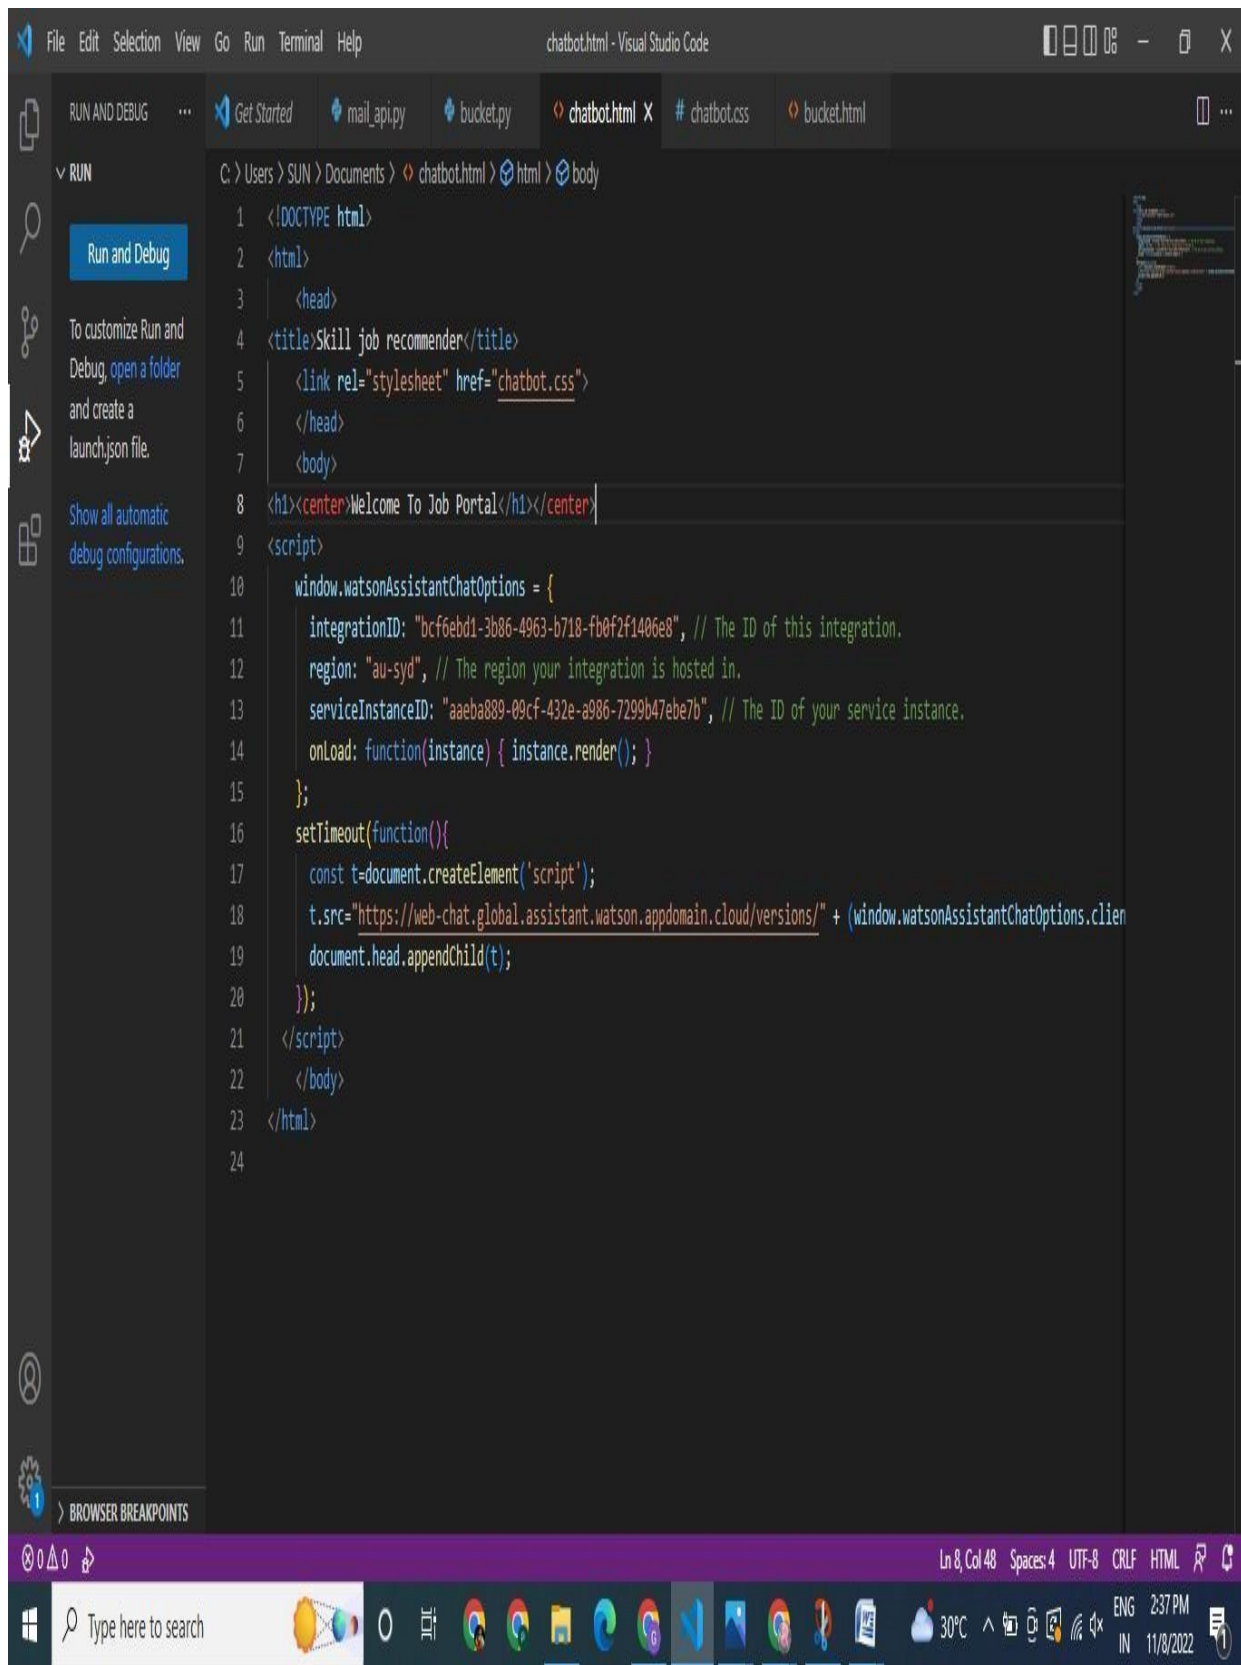 File Edit Selection View Go Run Terminal Help
chatbot.html - Visual Studio Code
RUN AND DEBUG ...
Get Started
mail_api.py
bucket.py
chatbot.html X
# chatbot.css
bucket.html
...
RUN
Run and Debug
To customize Run and
Debug, open a folder
and create a
launch.json file.
Show all automatic
debug configurations.
C: > Users > SUN > Documents > chatbot.html > html > body
1 <!DOCTYPE html>
2 <html>
3 <head>
4 <title>Skill job recommender</title>
5 <link rel="stylesheet" href="chatbot.css">
6 </head>
7 <body>
8 <h1><center>Welcome To Job Portal</h1></center>
9 <script>
10 window.watsonAssistantChatOptions = {
11 integrationID: "bcf6ebd1-3b86-4963-b718-fb0f2f1406e8", // The ID of this integration.
12 region: "au-syd", // The region your integration is hosted in.
13 serviceInstanceID: "aaeba889-09cf-432e-a986-7299b47ebe7b", // The ID of your service instance.
14 onLoad: function(instance) { instance.render(); }
15 };
16 setTimeout(function(){
17 const t=document.createElement('script');
18 t.src="https://web-chat.global.assistant.watson.appdomain.cloud/versions/" + (window.watsonAssistantChatOptions.clien
19 document.head.appendChild(t);
20 });
21 </script>
22 </body>
23 </html>
24
1
BROWSER BREAKPOINTS
0 0
Ln 8, Col 48 Spaces: 4 UTF-8 CRLF HTML
Type here to search
30°C
ENG
IN
2:37 PM
11/8/2022
1